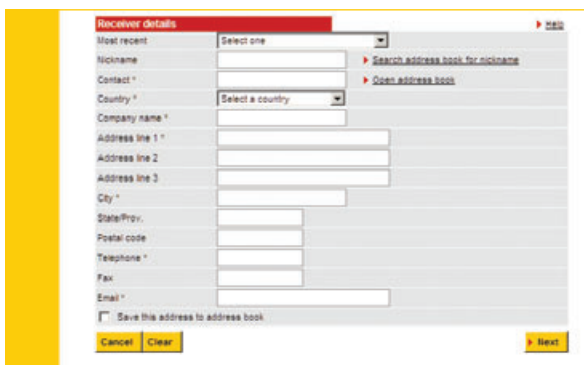 Receiver details
Help
Most recent Select one
Nickname Search address book for nickname
Contact * Open address book
Country * Select a country
Company name *
Address line 1 *
Address line 2
Address line 3
City *
State/Prov.
Postal code
Telephone *
Fax
Email *
Save this address to address book
Cancel Clear Next